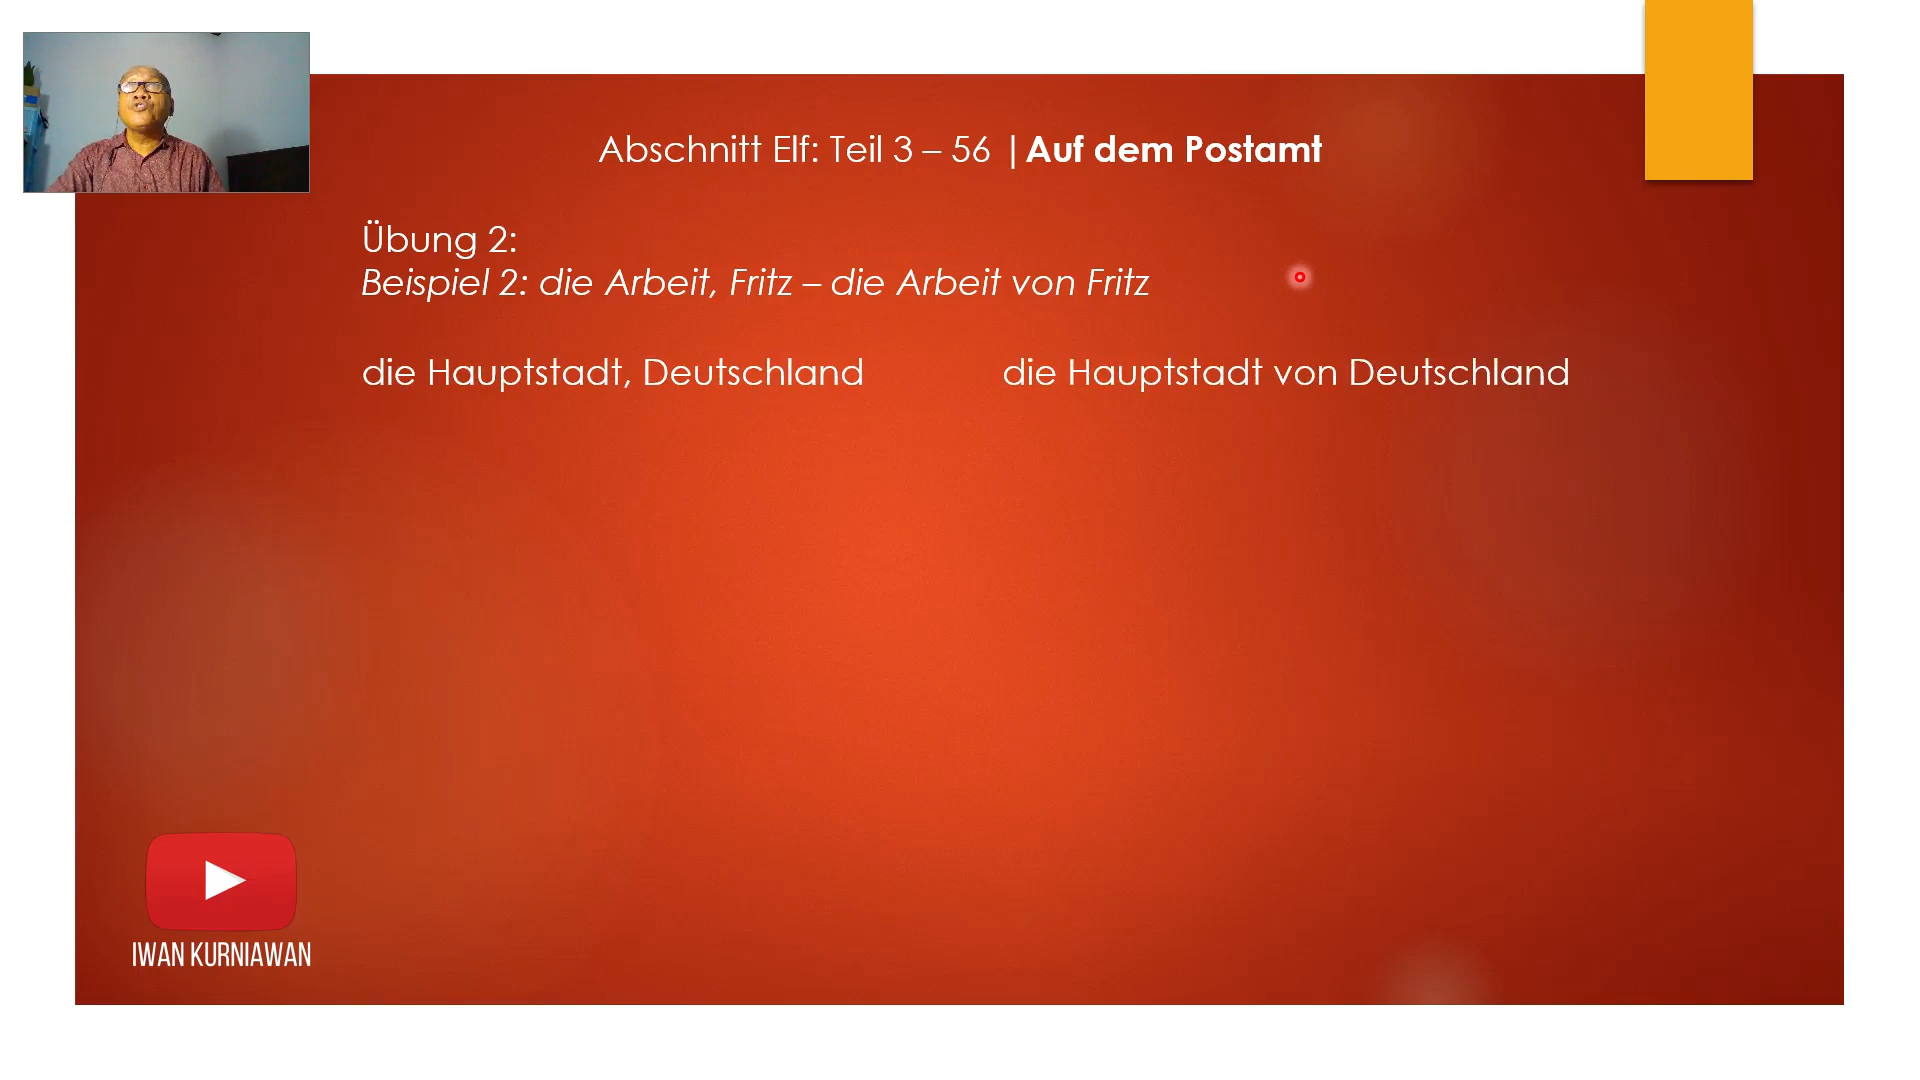 Abschnitt Elf: Teil 3 – 56 |Auf dem Postamt
Übung 2:
Beispiel 2: die Arbeit, Fritz – die Arbeit von Fritz
die Hauptstadt, Deutschland die Hauptstadt von Deutschland
IWAN KURNIAWAN